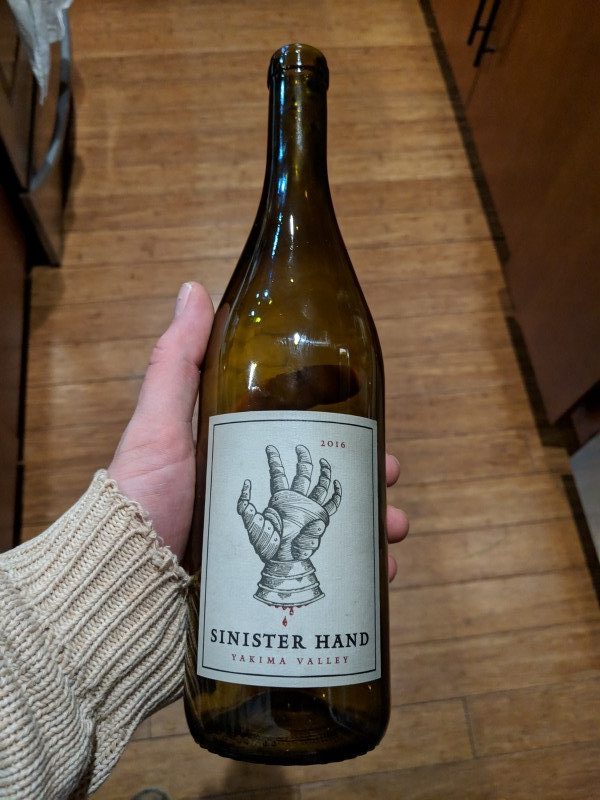 2016
SINISTER HAND
YAKIMA VALLEY